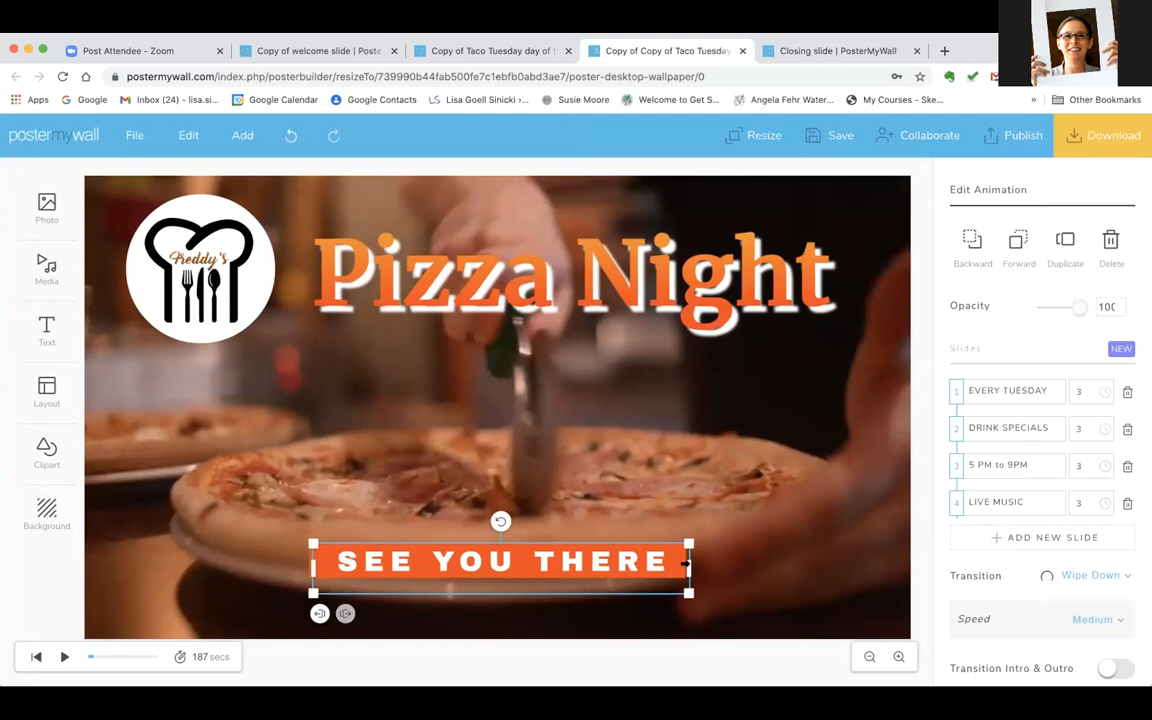 Post Attendee - Zoom
Copy of welcome slide | Poste
Copy of Taco Tuesday day of t
Copy of Copy of Taco Tuesday
Closing slide | PosterMyWall
postermywall.com/index.php/posterbuilder/resizeTo/739990b44fab500fe7c1ebfb0abd3ae7/poster-desktop-wallpaper/0
Apps
Google
Inbox (24) - lisa.si...
Google Calendar
Google Contacts
LS Lisa Goell Sinicki ›...
Susie Moore
Welcome to Get S...
Angela Fehr Water...
My Courses - Ske...
»
Other Bookmarks
postermywall
File
Edit
Add
Resize
Save
Collaborate
Publish
Download
Photo
Media
Text
Layout
Clipart
Background
Freddy's
Pizza Night
SEE YOU THERE
187 secs
Edit Animation
Backward
Forward
Duplicate
Delete
Opacity
100
Slides
NEW
1 EVERY TUESDAY 3
2 DRINK SPECIALS 3
3 5 PM to 9PM 3
4 LIVE MUSIC 3
+ ADD NEW SLIDE
Transition Wipe Down
Speed Medium
Transition Intro & Outro